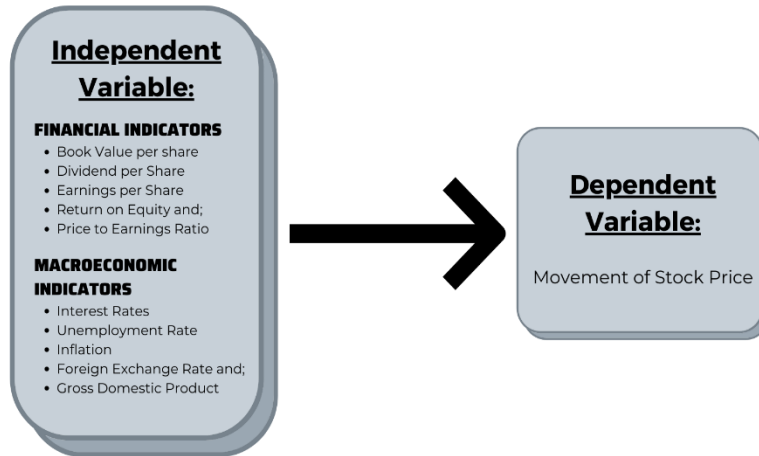 Independent
Variable:
FINANCIAL INDICATORS
• Book Value per share
• Dividend per Share
• Earnings per Share
• Return on Equity and;
• Price to Earnings Ratio
MACROECONOMIC
INDICATORS
• Interest Rates
• Unemployment Rate
• Inflation
• Foreign Exchange Rate and;
• Gross Domestic Product
Dependent
Variable:
Movement of Stock Price